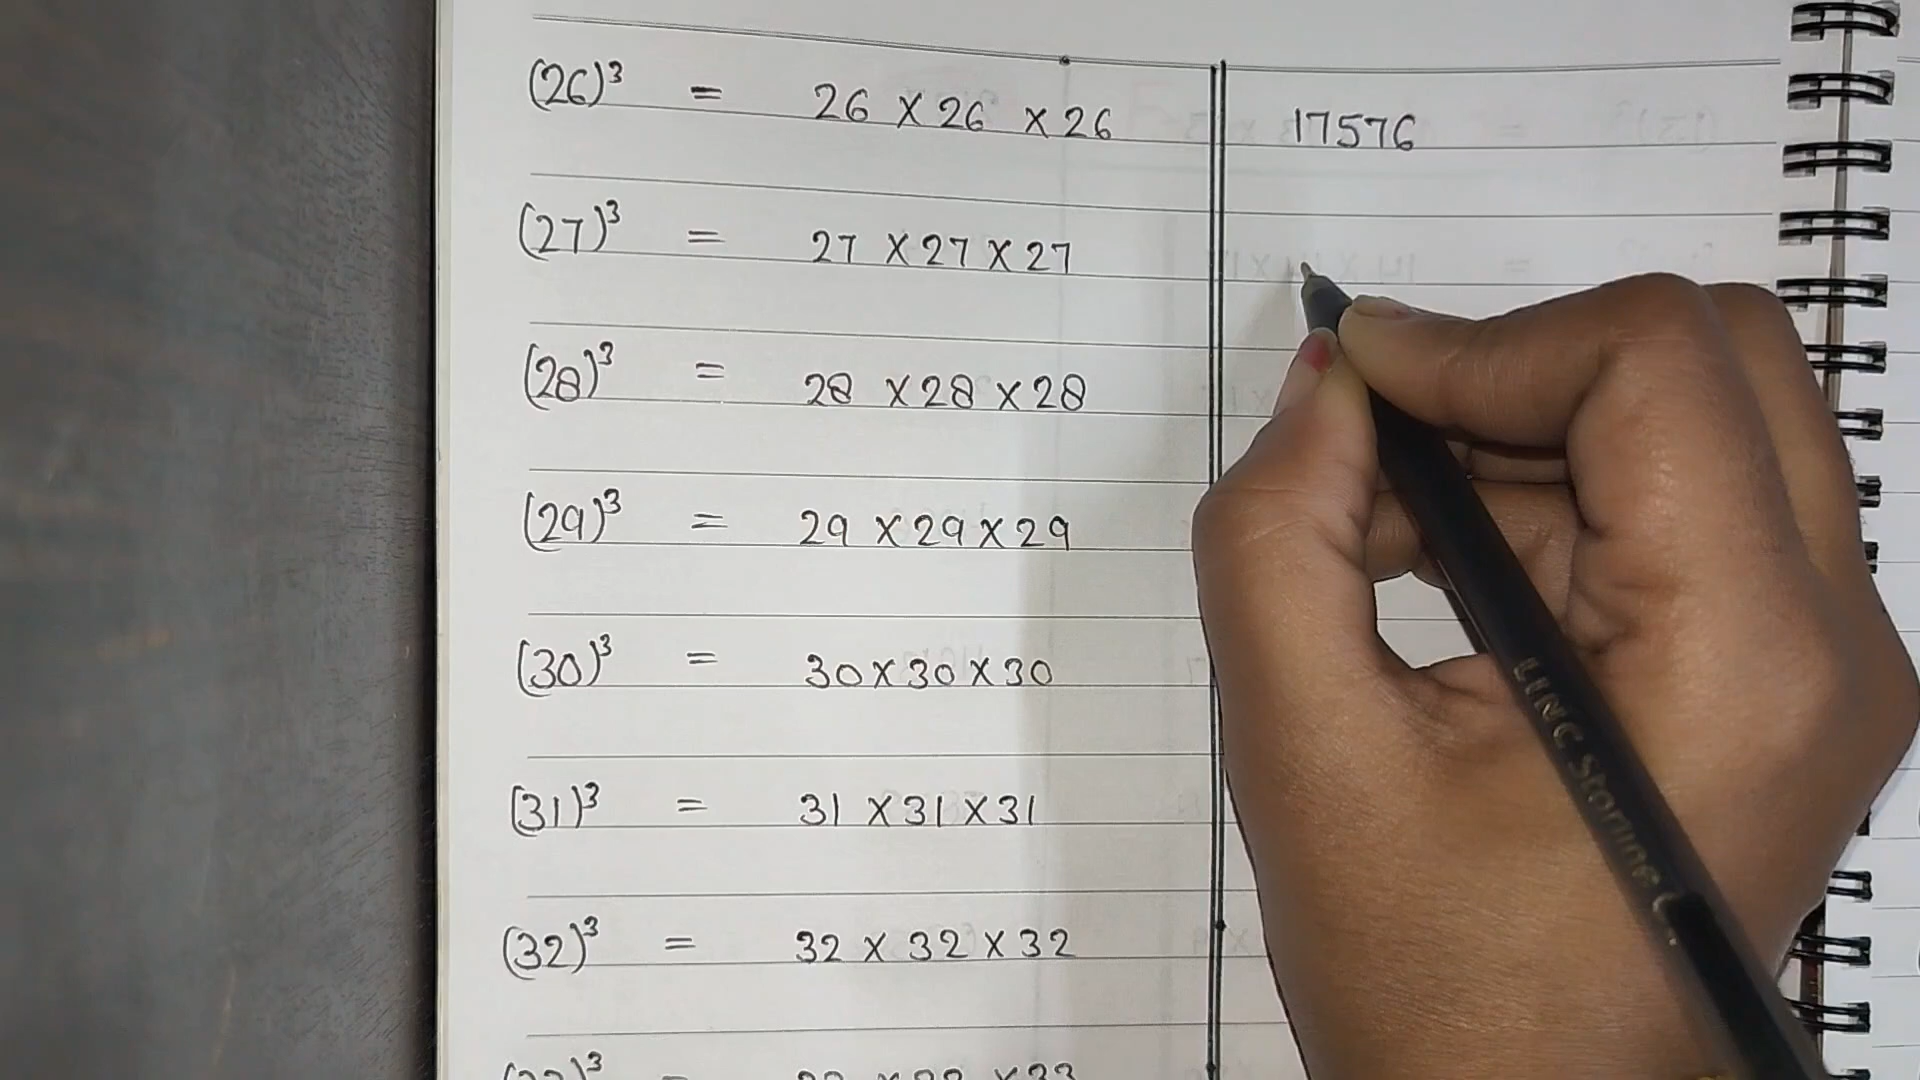 (26)³ = 26 × 26 × 26 17576
(27)³ = 27 × 27 × 27
(28)³ = 28 × 28 × 28
(29)³ = 29 × 29 × 29
(30)³ = 30 × 30 × 30
(31)³ = 31 × 31 × 31
(32)³ = 32 × 32 × 32
LINC Starline